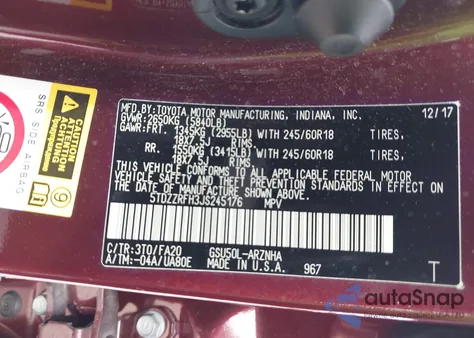 MFD. BY: TOYOTA MOTOR MANUFACTURING, INDIANA, INC. 12/17
GVWR: 2650KG (5840LB)
GAWR: FRT. 1345KG (2955LB) WITH 245/60R18 TIRES,
18X7.5J RIMS
RR. 1550KG (3415LB) WITH 245/60R18 TIRES,
18X7.5J RIMS
THIS VEHICLE CONFORMS TO ALL APPLICABLE FEDERAL MOTOR
VEHICLE SAFETY AND THEFT PREVENTION STANDARDS IN EFFECT
ON THE DATE OF MANUFACTURE SHOWN ABOVE.
5TDZZRFH3JS245176 MPV
C/TR: 3T0/FA20 GSU50L-ARZNHA
A/TM: -04A/UA80E MADE IN U.S.A. 967
T
SRS SIDE AIRBAG
WARNING
ATTENTION
ACHTUNG
autoSnap